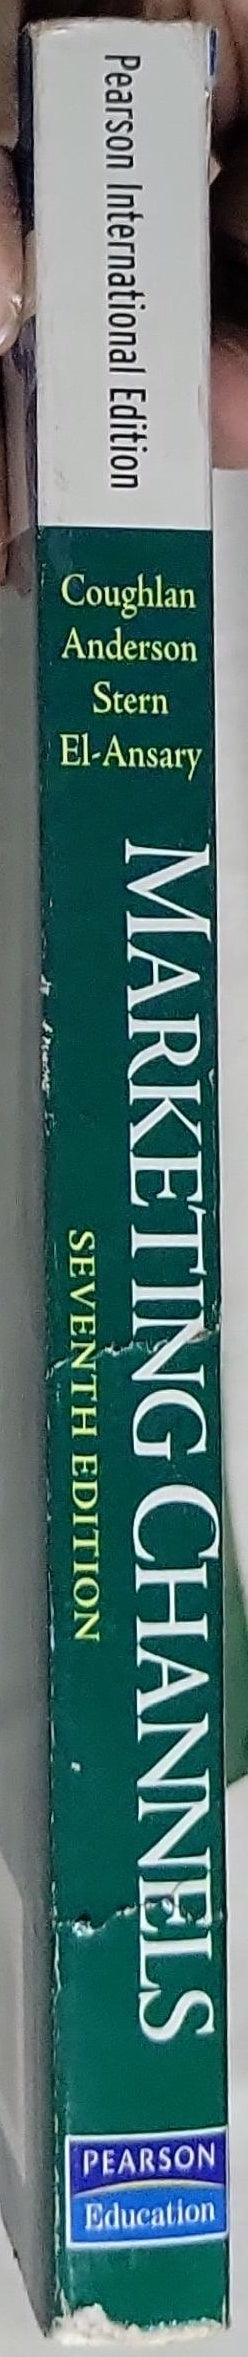 Pearson International Edition
Coughlan
Anderson
Stern
El-Ansary
MARKETING CHANNELS
SEVENTH EDITION
PEARSON
Education